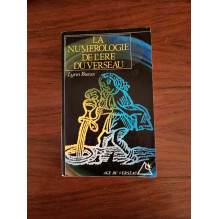 LA
NUMEROLOGIE
DE L'ERE
DU VERSEAU
Lynn Buess
AGE DU VERSEAU